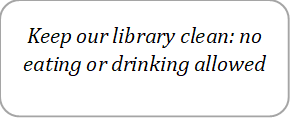 Keep our library clean: no
eating or drinking allowed